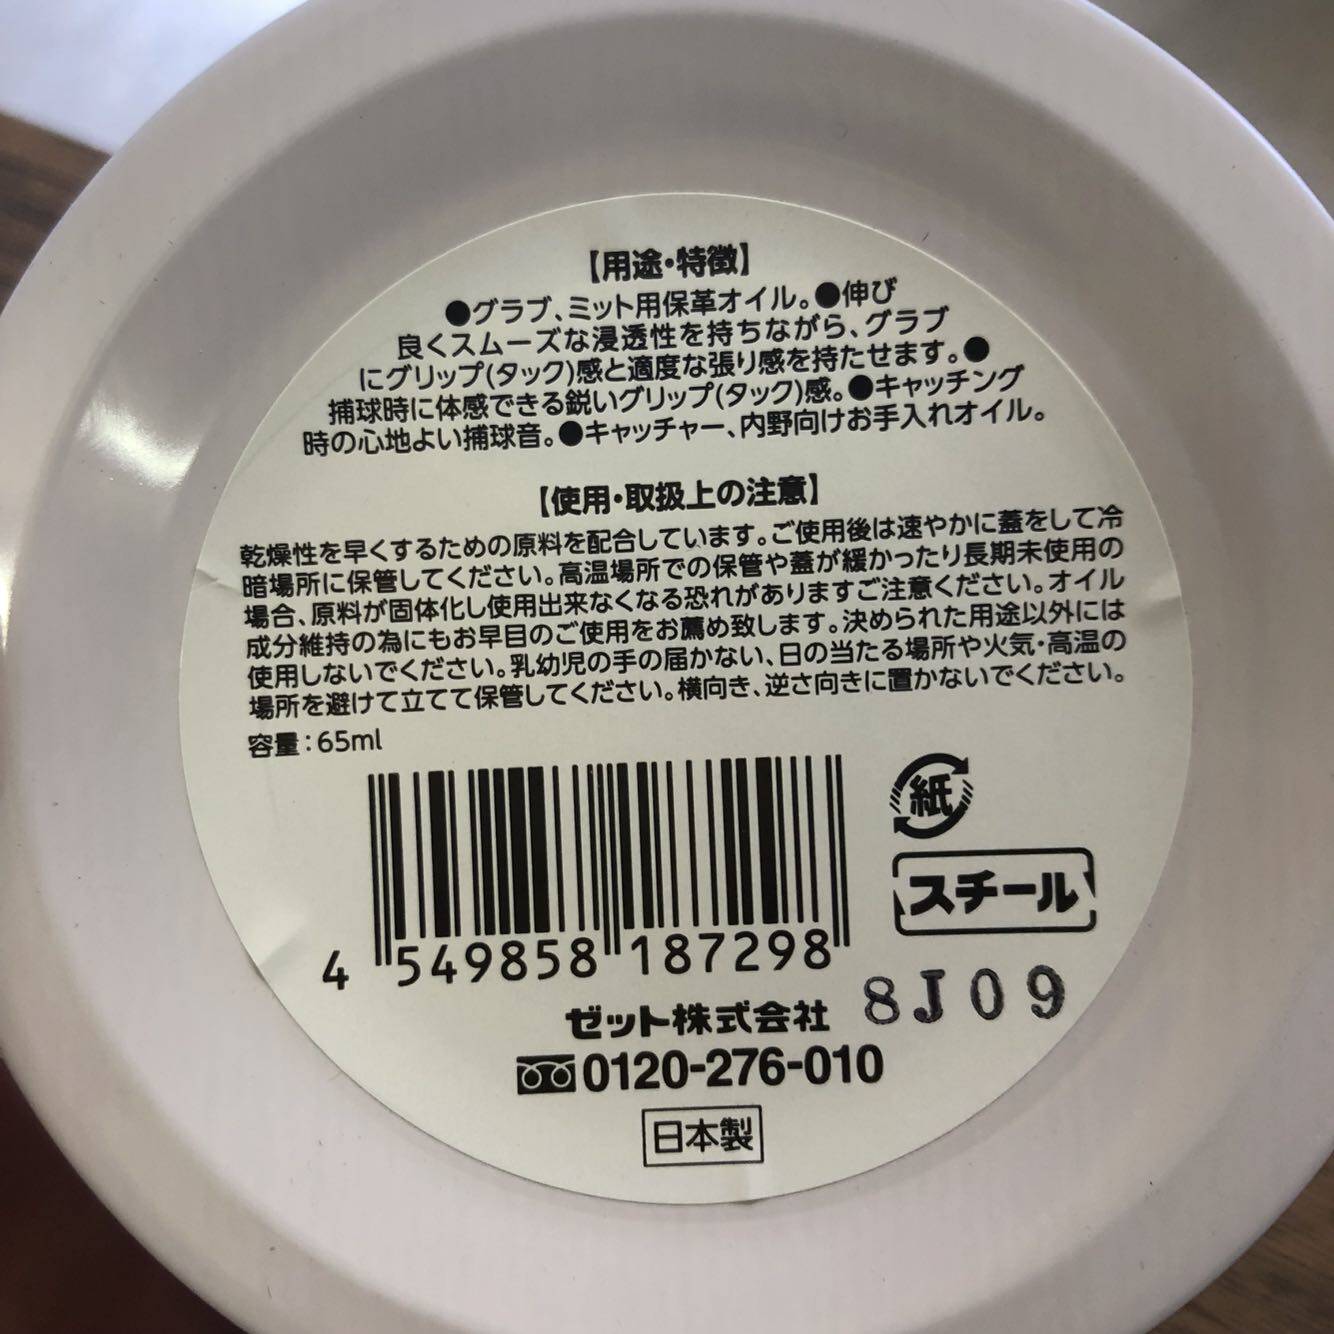 【用途・特徴】
●グラブ、ミット用保革オイル。●伸び
良くスムーズな浸透性を持ちながら、グラブ
にグリップ(タック)感と適度な張り感を持たせます。●
捕球時に体感できる鋭いグリップ(タック)感。●キャッチング
時の心地よい捕球音。●キャッチャー、内野向けお手入れオイル。
【使用・取扱上の注意】
乾燥性を早くするための原料を配合しています。ご使用後は速やかに蓋をして冷
暗場所に保管してください。高温場所での保管や蓋が緩かったり長期未使用の
場合、原料が固体化し使用出来なくなる恐れがありますご注意ください。オイル
成分維持の為にもお早目のご使用をお薦め致します。決められた用途以外には
使用しないでください。乳幼児の手の届かない、日の当たる場所や火気・高温の
場所を避けて立てて保管してください。横向き、逆さ向きに置かないでください。
容量：65ml
紙
スチール
4 549858 187298
8J09
ゼット株式会社
0120-276-010
日本製